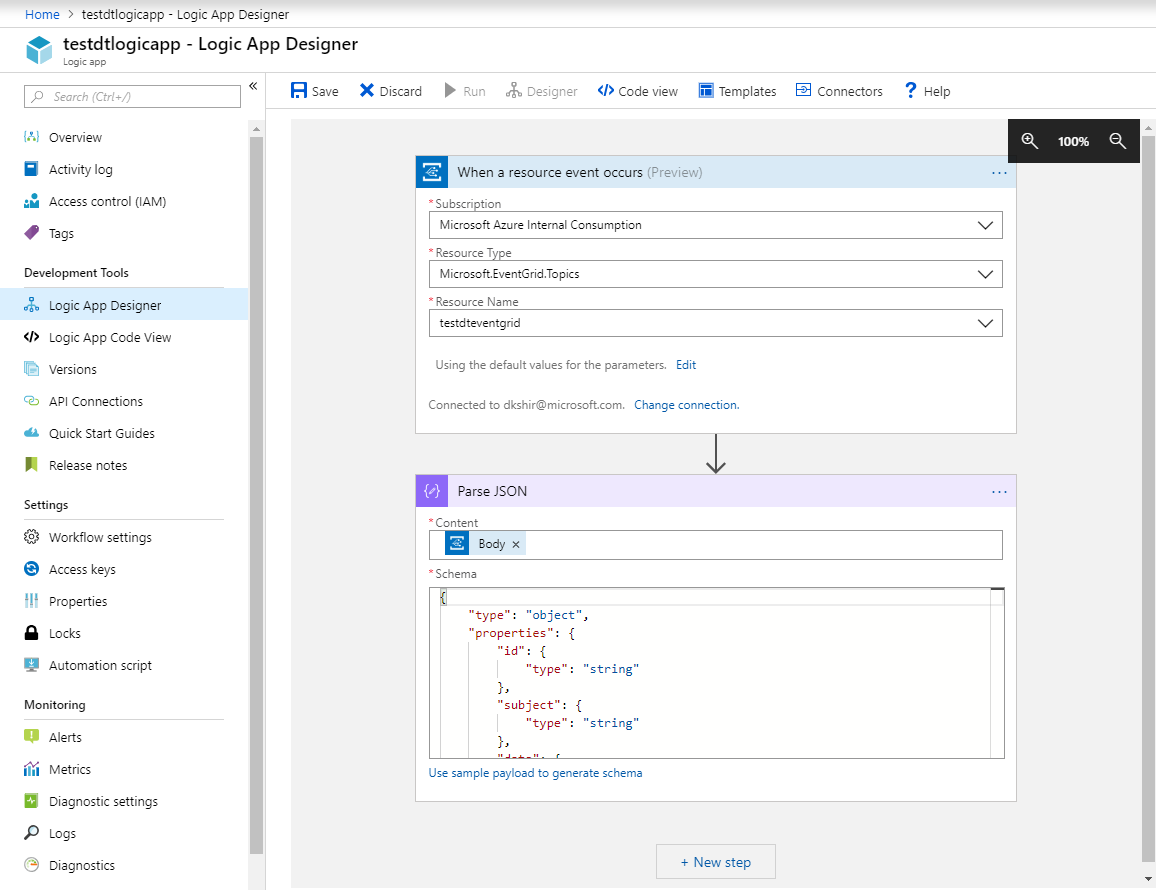 Home > testdtlogicapp - Logic App Designer
testdtlogicapp - Logic App Designer
Logic app
Search (Ctrl+/)
«
Overview
Activity log
Access control (IAM)
Tags
Development Tools
Logic App Designer
Logic App Code View
Versions
API Connections
Quick Start Guides
Release notes
Settings
Workflow settings
Access keys
Properties
Locks
Automation script
Monitoring
Alerts
Metrics
Diagnostic settings
Logs
Diagnostics
Save Discard Run Designer Code view Templates Connectors Help
100%
When a resource event occurs (Preview) ...
* Subscription
Microsoft Azure Internal Consumption
* Resource Type
Microsoft.EventGrid.Topics
* Resource Name
testdteventgrid
Using the default values for the parameters. Edit
Connected to dkshir@microsoft.com. Change connection.
Parse JSON ...
* Content
Body ×
* Schema
{
"type": "object",
"properties": {
"id": {
"type": "string"
},
"subject": {
"type": "string"
},
"data": {
Use sample payload to generate schema
+ New step